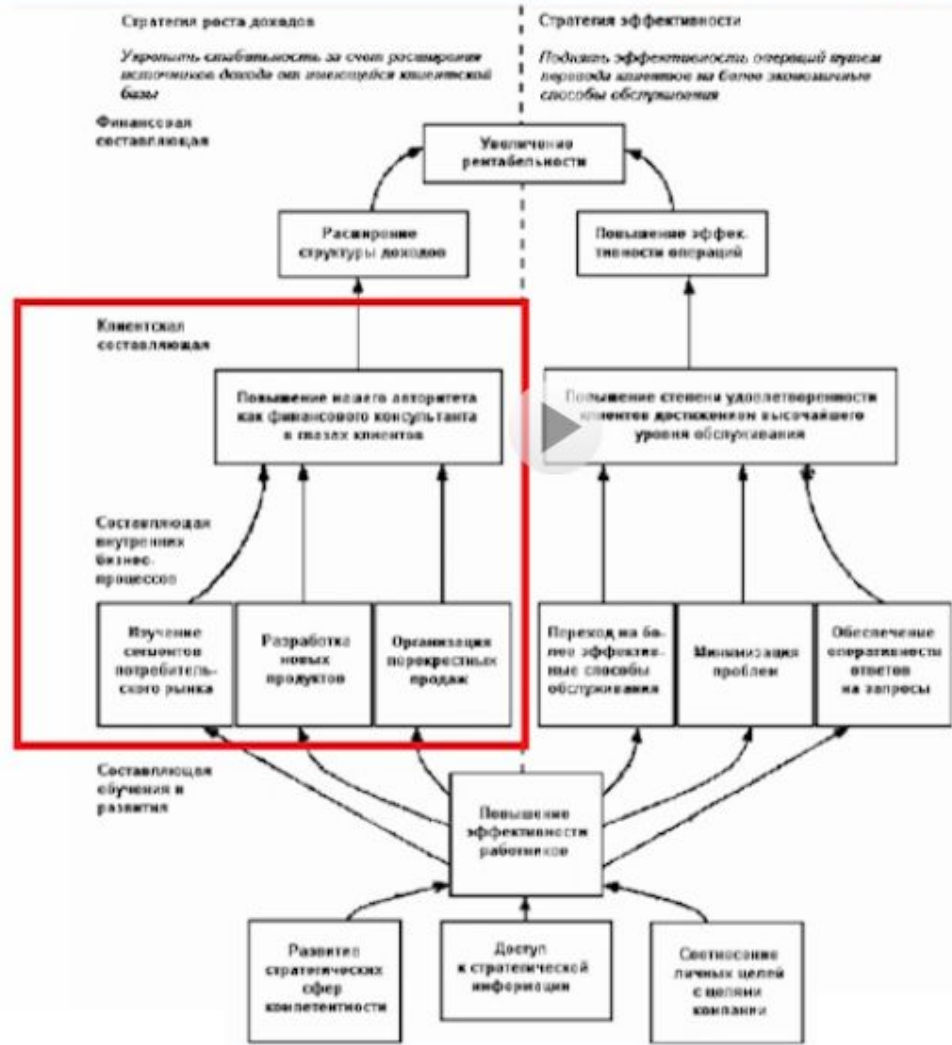 Стратегия роста доходов
Укрепить стабильность за счет расширения
источников дохода от имеющейся клиентской
базы
Стратегия эффективности
Поднять эффективность операций путем
перевода клиентов на более экономичные
способы обслуживания
Финансовая
составляющая
Увеличение
рентабельности
Расширение
структуры доходов
Повышение эффек-
тивности операций
Клиентская
составляющая
Повышение нашего авторитета
как финансового консультанта
в глазах клиентов
Повышение степени удовлетворенности
клиентов достижением высочайшего
уровня обслуживания
Составляющая
внутренних
бизнес-
процессов
Изучение
сегментов
потребитель-
ского рынка
Разработка
новых
продуктов
Организация
перекрестных
продаж
Переход на бо-
лее эффектив-
ные способы
обслуживания
Минимизация
проблем
Обеспечение
оперативности
ответов
на запросы
Составляющая
обучения и
развития
Повышение
эффективности
работников
Развитие
стратегических
сфер
компетентности
Доступ
к стратегической
информации
Соотнесение
личных целей
с целями
компании